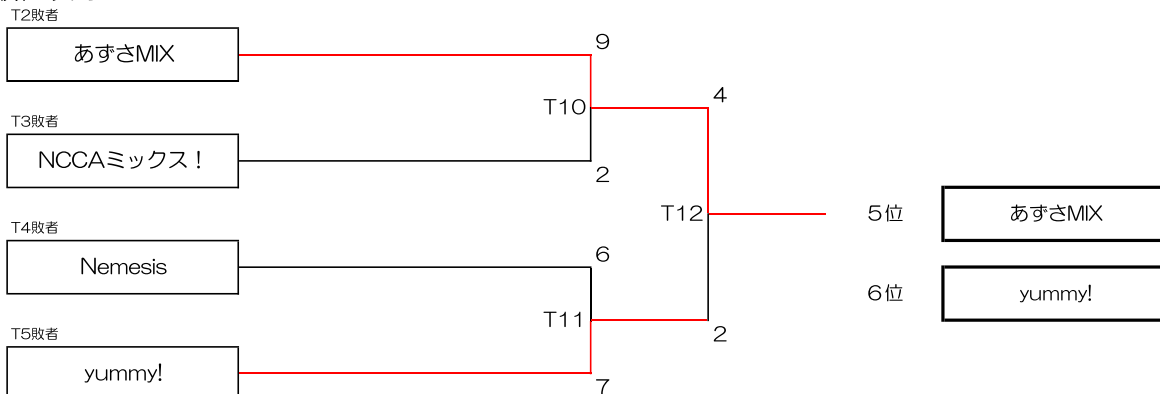 T2敗者
あずさMIX
9
T10
4
T3敗者
NCCAミックス！
2
T12
5位
あずさMIX
T4敗者
Nemesis
6
6位
yummy!
T11
2
T5敗者
yummy!
7